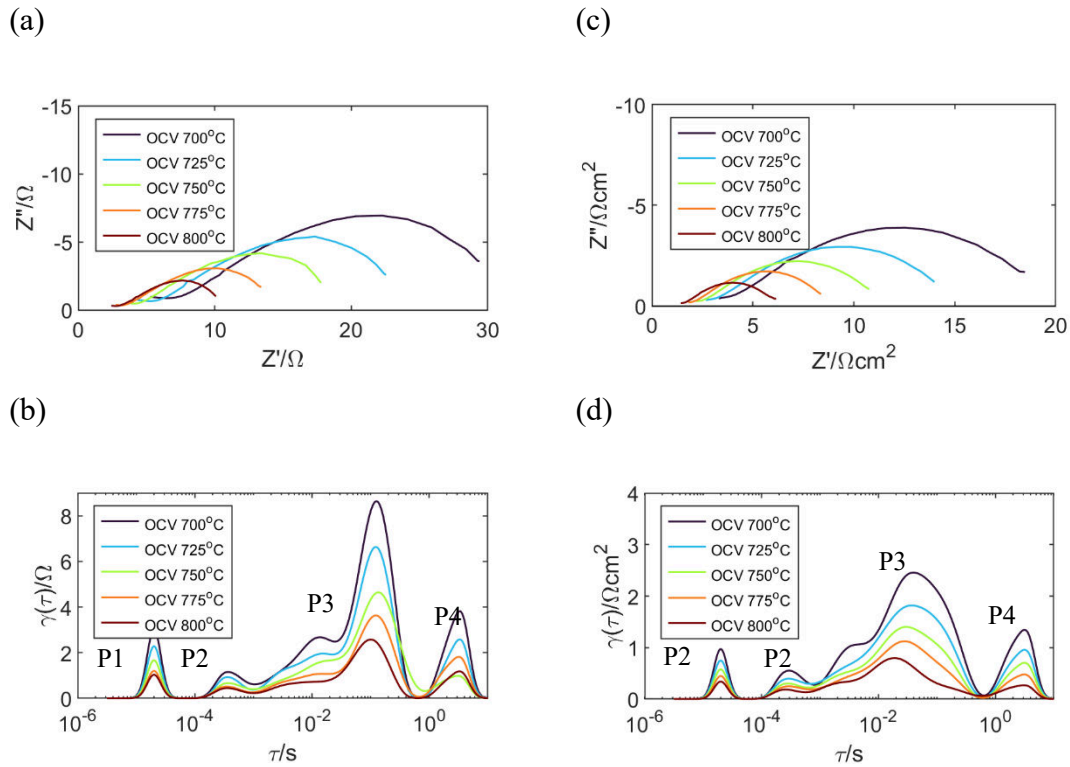 (a)
-15
-10
-5
0
Z"/Ω
OCV 700°C
OCV 725°C
OCV 750°C
OCV 775°C
OCV 800°C
0 10 20 30
Z'/Ω
(c)
-10
-5
0
Z"/Ωcm²
OCV 700°C
OCV 725°C
OCV 750°C
OCV 775°C
OCV 800°C
0 5 10 15 20
Z'/Ωcm²
(b)
8
6
4
2
0
γ(τ)/Ω
OCV 700°C
OCV 725°C
OCV 750°C
OCV 775°C
OCV 800°C
P1 P2 P3 P4
10⁻⁶ 10⁻⁴ 10⁻² 10⁰
τ/s
(d)
4
3
2
1
0
γ(τ)/Ωcm²
OCV 700°C
OCV 725°C
OCV 750°C
OCV 775°C
OCV 800°C
P2 P2 P3 P4
10⁻⁶ 10⁻⁴ 10⁻² 10⁰
τ/s